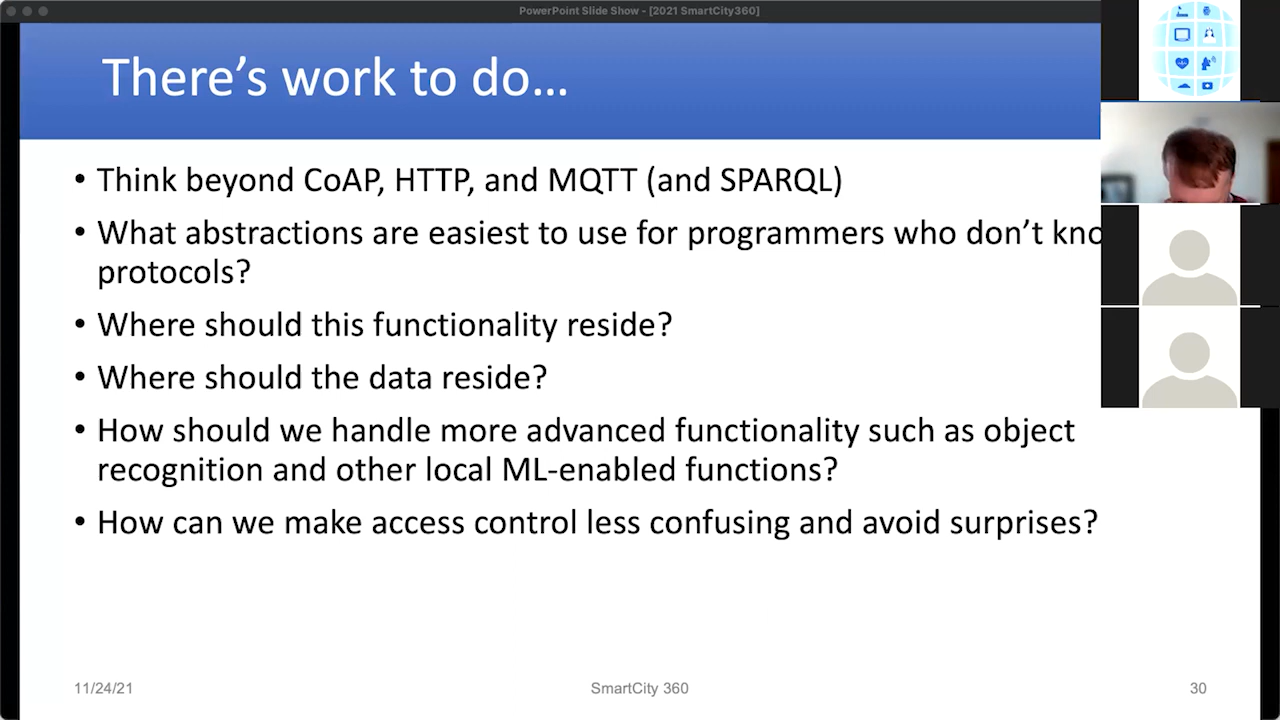 PowerPoint Slide Show - [2021 SmartCity360]
There's work to do…
• Think beyond CoAP, HTTP, and MQTT (and SPARQL)
• What abstractions are easiest to use for programmers who don't
protocols?
• Where should this functionality reside?
• Where should the data reside?
• How should we handle more advanced functionality such as object
recognition and other local ML-enabled functions?
• How can we make access control less confusing and avoid surprises?
11/24/21
SmartCity 360
30